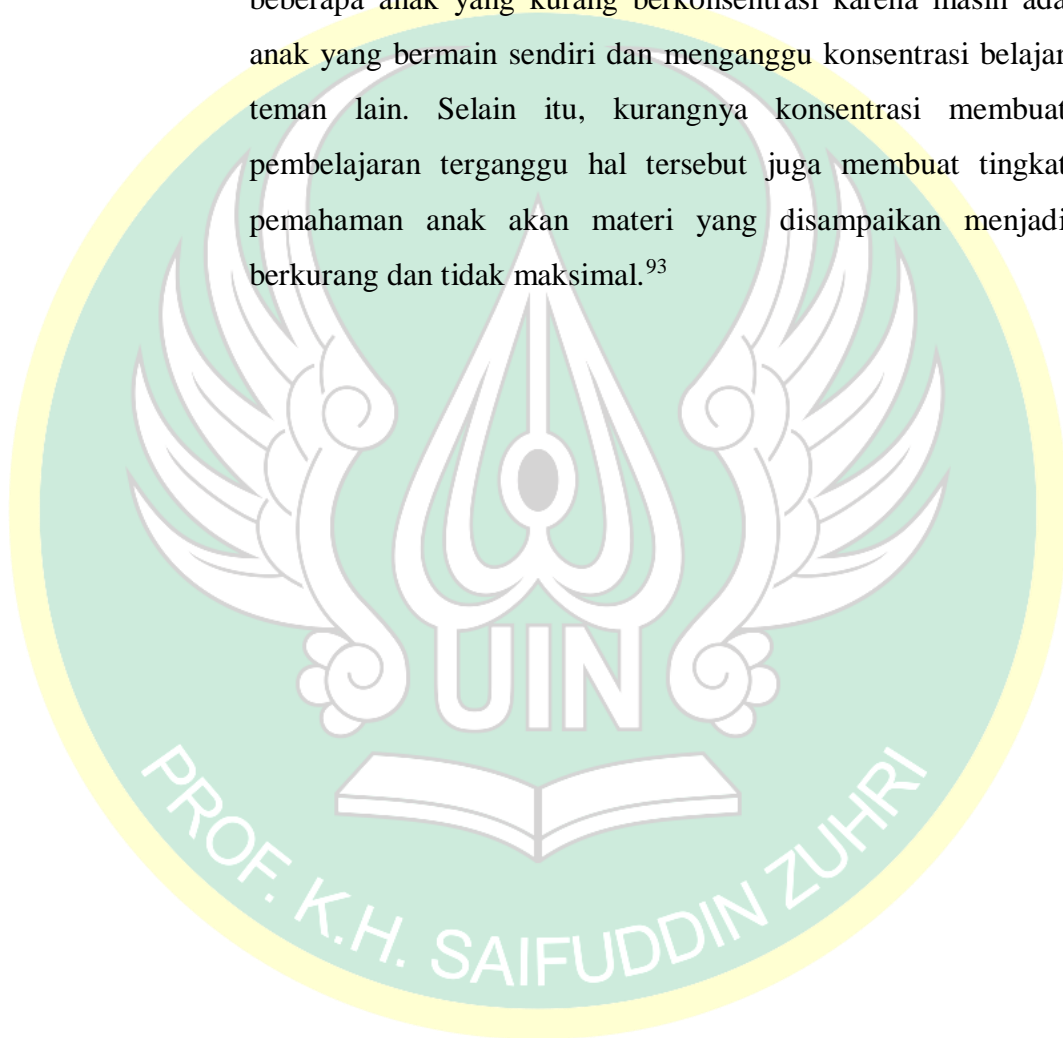 beberapa anak yang kurang berkonsentrasi karena masih ada
anak yang bermain sendiri dan menganggu konsentrasi belajar
teman lain. Selain itu, kurangnya konsentrasi membuat
pembelajaran terganggu hal tersebut juga membuat tingkat
pemahaman anak akan materi yang disampaikan menjadi
berkurang dan tidak maksimal.93
UIN
PROF. K.H. SAIFUDDIN ZUHRI